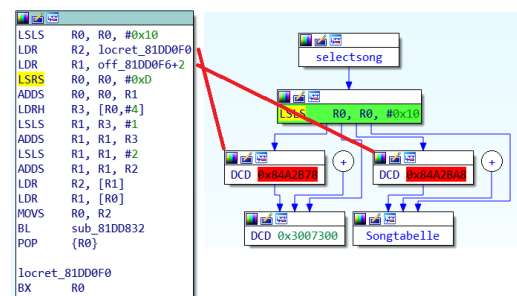 LSLS R0, R0, #0x10
LDR R2, locret_81DD0F0
LDR R1, off_81DD0F6+2
LSRS R0, R0, #0xD
ADDS R0, R0, R1
LDRH R3, [R0,#4]
LSLS R1, R3, #1
ADDS R1, R1, R3
LSLS R1, R1, #2
ADDS R1, R1, R2
LDR R2, [R1]
LDR R1, [R0]
MOVS R0, R2
BL sub_81DD832
POP {R0}
locret_81DD0F0
BX R0
selectsong
LSLS R0, R0, #0x10
DCD 0x84A2B78
+
DCD 0x84A2BA8
+
DCD 0x3007300
Songtabelle